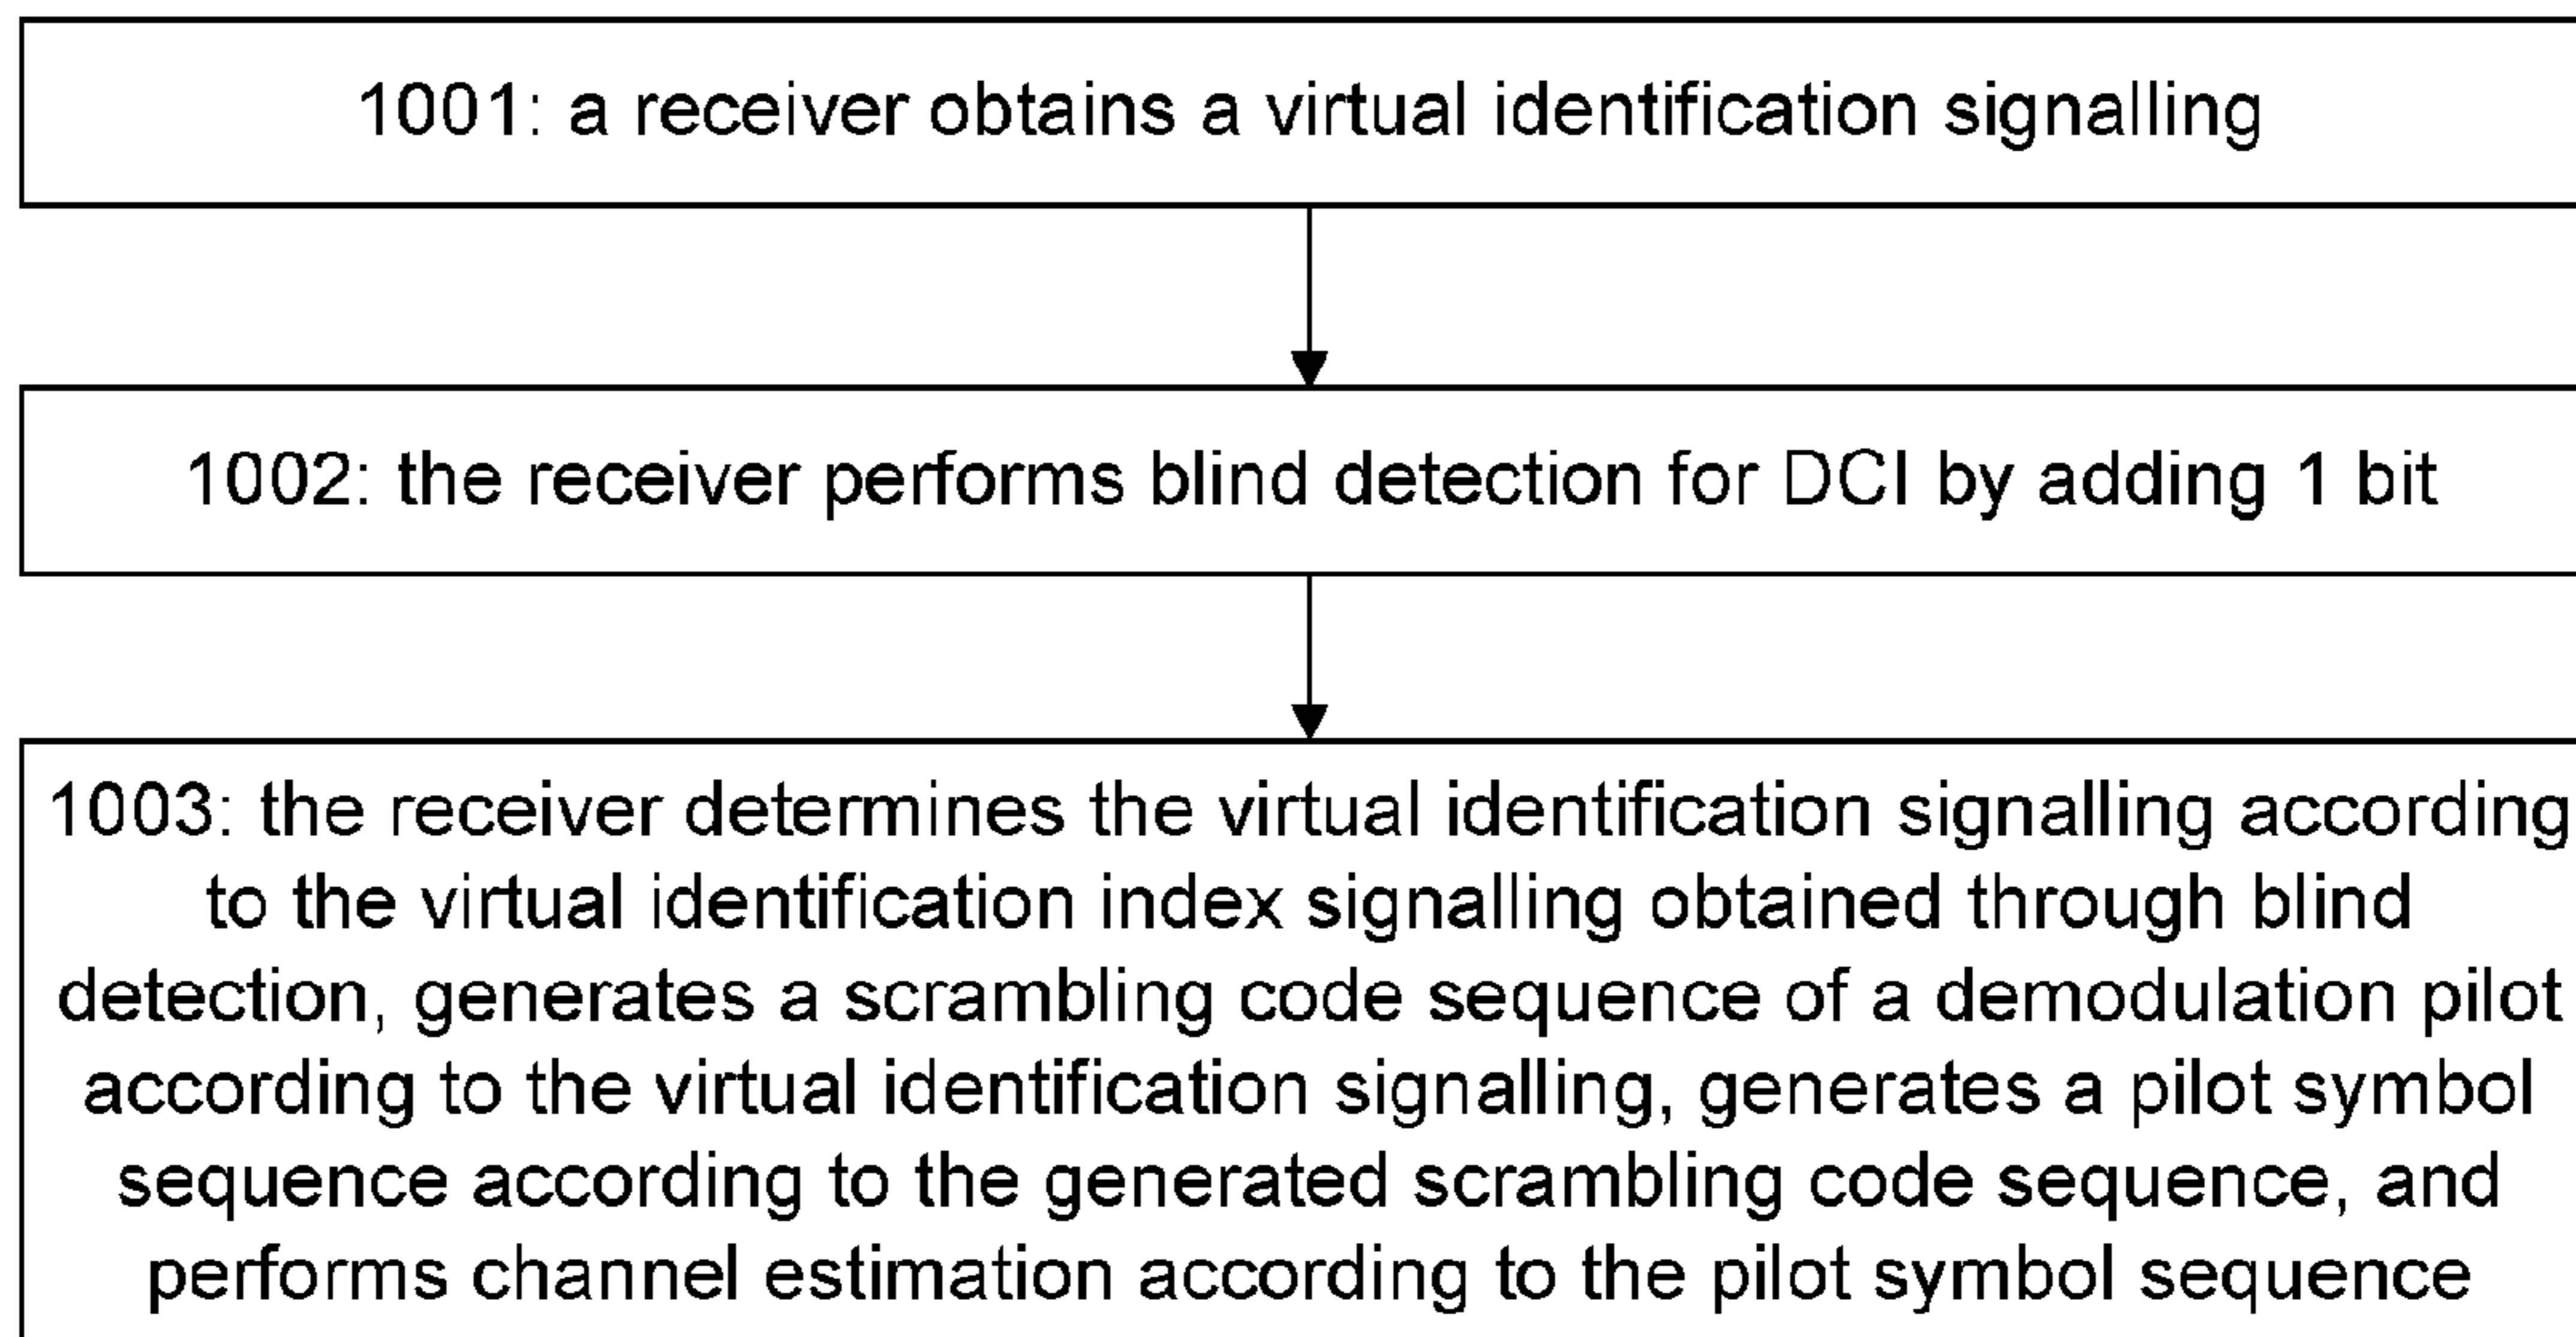 1001: a receiver obtains a virtual identification signalling
1002: the receiver performs blind detection for DCI by adding 1 bit
1003: the receiver determines the virtual identification signalling according
to the virtual identification index signalling obtained through blind
detection, generates a scrambling code sequence of a demodulation pilot
according to the virtual identification signalling, generates a pilot symbol
sequence according to the generated scrambling code sequence, and
performs channel estimation according to the pilot symbol sequence